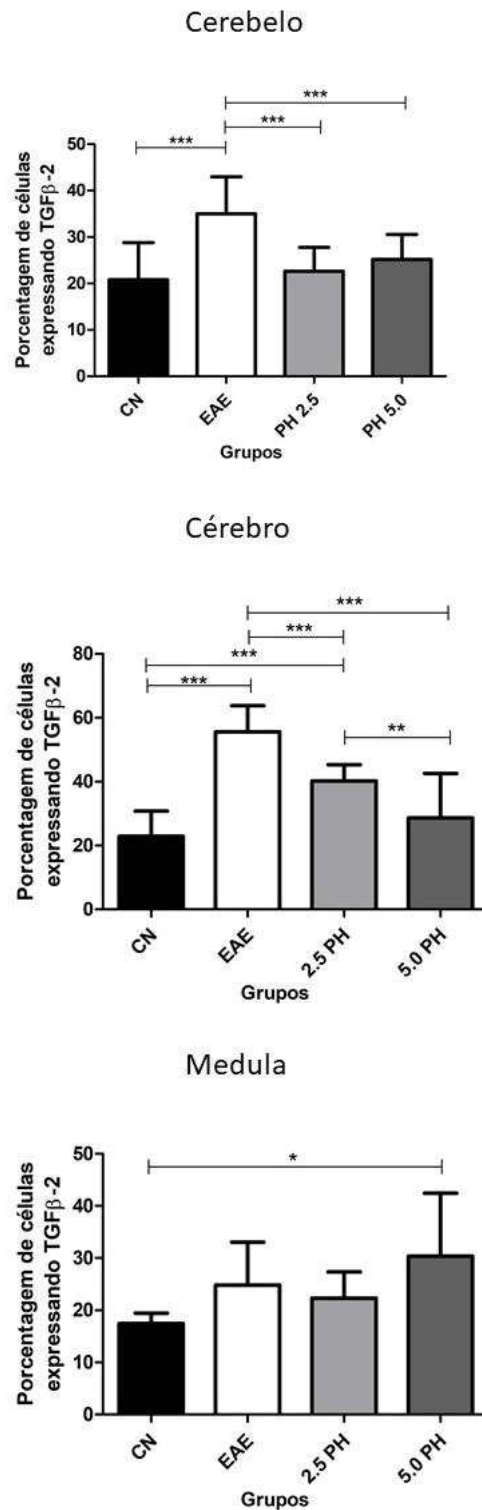 Cerebelo
***
***
***
Porcentagem de células
expressando TGFβ-2
50
40
30
20
10
0
CN
EAE
PH 2.5
PH 5.0
Grupos
Cérebro
***
***
***
***
**
Porcentagem de células
expressando TGFβ-2
80
60
40
20
0
CN
EAE
2.5 PH
5.0 PH
Grupos
Medula
*
Porcentagem de células
expressando TGFβ-2
50
40
30
20
10
0
CN
EAE
2.5 PH
5.0 PH
Grupos